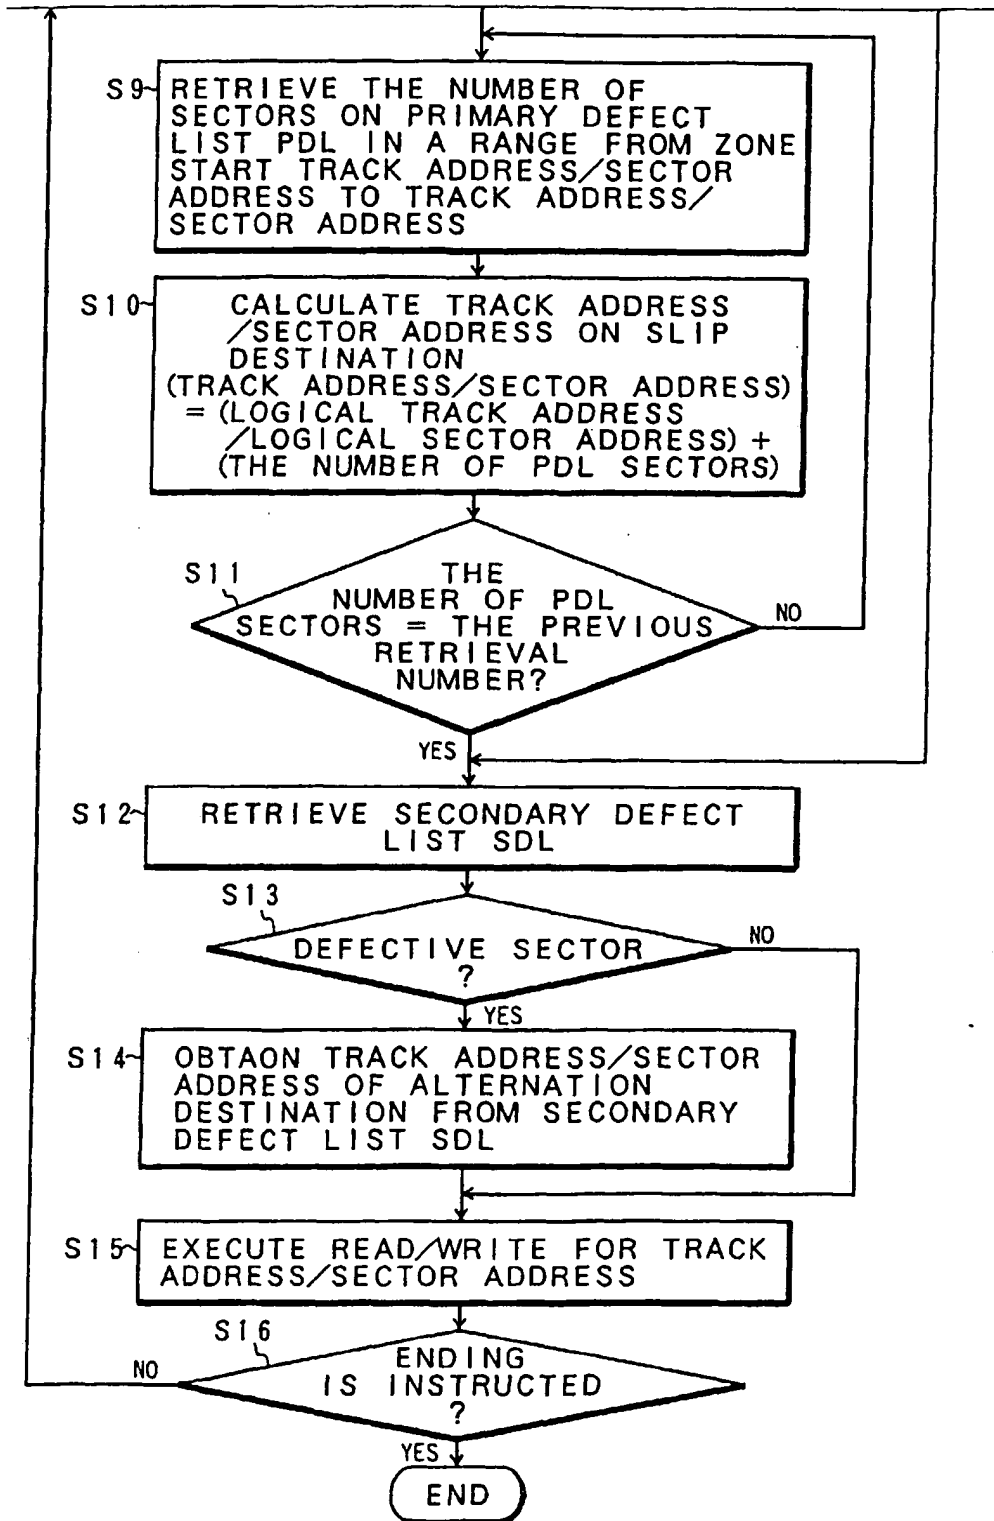 S9
RETRIEVE THE NUMBER OF
SECTORS ON PRIMARY DEFECT
LIST PDL IN A RANGE FROM ZONE
START TRACK ADDRESS/SECTOR
ADDRESS TO TRACK ADDRESS/
SECTOR ADDRESS
S10
CALCULATE TRACK ADDRESS
/SECTOR ADDRESS ON SLIP
DESTINATION
(TRACK ADDRESS/SECTOR ADDRESS)
= (LOGICAL TRACK ADDRESS
/LOGICAL SECTOR ADDRESS) +
(THE NUMBER OF PDL SECTORS)
S11
THE
NUMBER OF PDL
SECTORS = THE PREVIOUS
RETRIEVAL
NUMBER?
NO
YES
S12
RETRIEVE SECONDARY DEFECT
LIST SDL
S13
DEFECTIVE SECTOR
?
NO
YES
S14
OBTAON TRACK ADDRESS/SECTOR
ADDRESS OF ALTERNATION
DESTINATION FROM SECONDARY
DEFECT LIST SDL
S15
EXECUTE READ/WRITE FOR TRACK
ADDRESS/SECTOR ADDRESS
S16
ENDING
IS INSTRUCTED
?
NO
YES
END